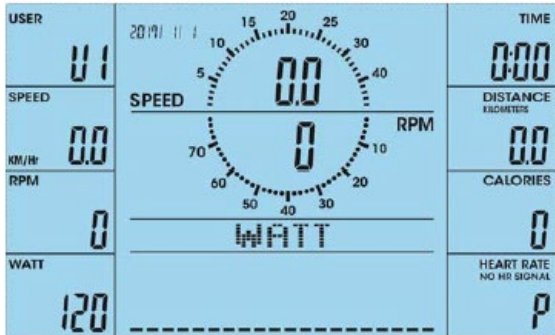 USER
U 1
SPEED
KM/Hr 0.0
RPM
0
WATT
120
2019/ 1/ 1
5 10 15 20 25 30 40
SPEED 0.0
0 RPM
70 60 50 40 30 20 10
WATT
TIME
0:00
DISTANCE
KILOMETERS
0.0
CALORIES
0
HEART RATE
NO HR SIGNAL
P